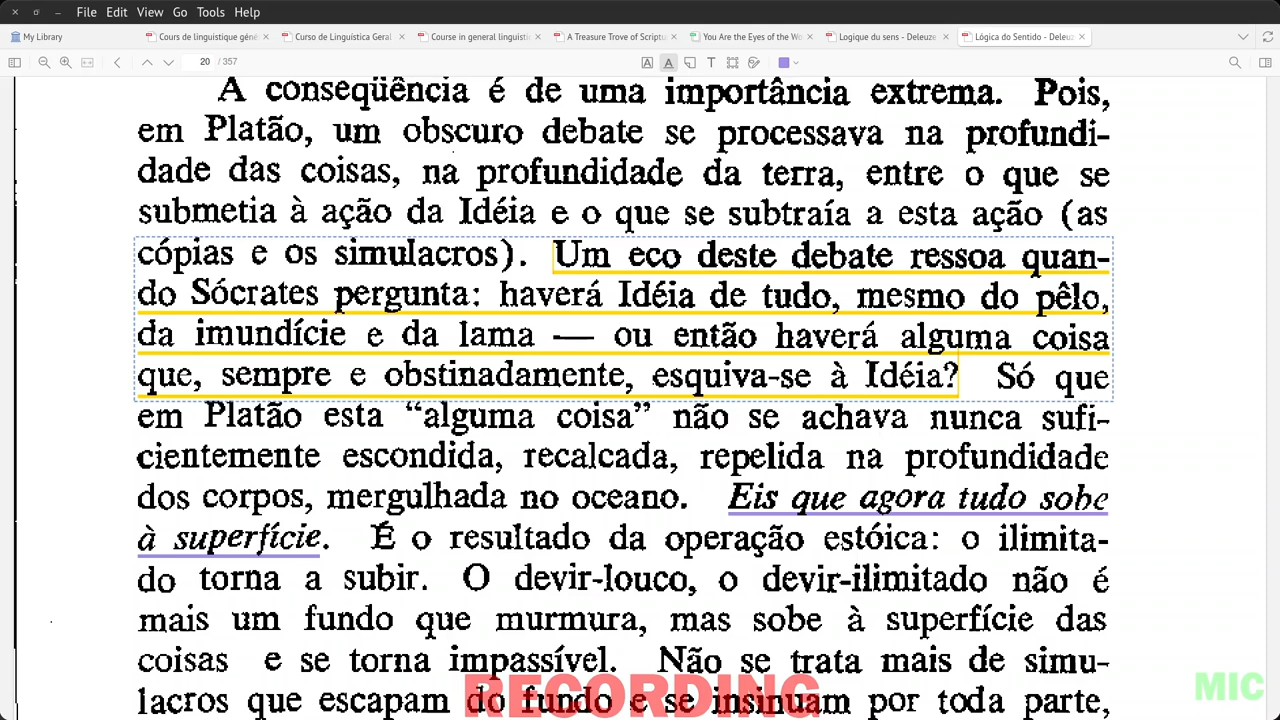 File Edit View Go Tools Help
My Library
Cours de linguistique géné
Curso de Linguística Geral
Course in general linguistic
A Treasure Trove of Scriptu
You Are the Eyes of the Wo
Logique du sens - Deleuze
Lógica do Sentido - Deleuz
20 / 357
A conseqüência é de uma importância extrema. Pois,
em Platão, um obscuro debate se processava na profundi-
dade das coisas, na profundidade da terra, entre o que se
submetia à ação da Idéia e o que se subtraía a esta ação (as
cópias e os simulacros). Um eco deste debate ressoa quan-
do Sócrates pergunta: haverá Idéia de tudo, mesmo do pêlo,
da imundície e da lama — ou então haverá alguma coisa
que, sempre e obstinadamente, esquiva-se à Idéia? Só que
em Platão esta “alguma coisa” não se achava nunca sufi-
cientemente escondida, recalcada, repelida na profundidade
dos corpos, mergulhada no oceano. Eis que agora tudo sobe
à superfície. É o resultado da operação estóica: o ilimita-
do torna a subir. O devir-louco, o devir-ilimitado não é
mais um fundo que murmura, mas sobe à superfície das
coisas e se torna impassível. Não se trata mais de simu-
lacros que escapam do fundo e se insinuam por toda parte,
RECORDING
MIC